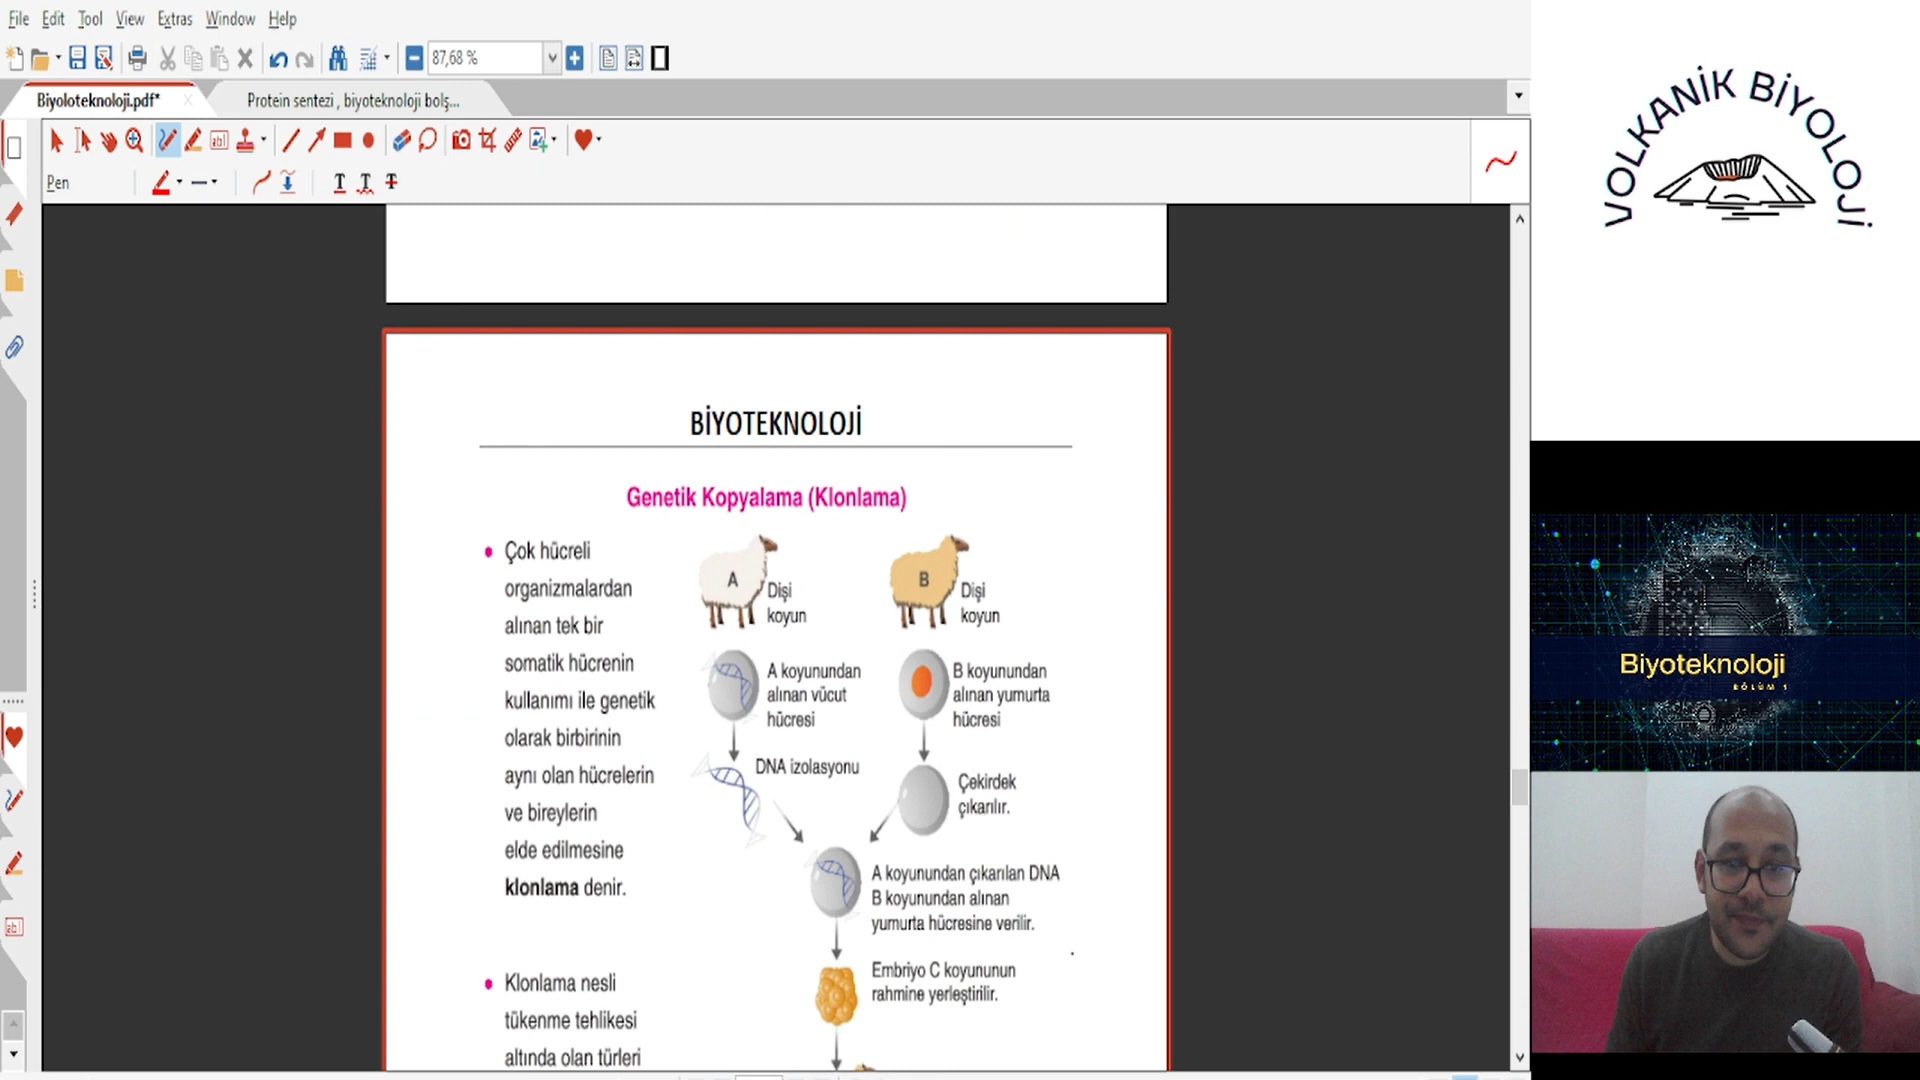 File Edit Tool View Extras Window Help
87,68 %
Biyoloteknoloji.pdf*
Protein sentezi , biyoteknoloji bolş...
Pen
VOLKANİK BİYOLOJİ
BİYOTEKNOLOJİ
Genetik Kopyalama (Klonlama)
• Çok hücreli
organizmalardan
alınan tek bir
somatik hücrenin
kullanımı ile genetik
olarak birbirinin
aynı olan hücrelerin
ve bireylerin
elde edilmesine
klonlama denir.
• Klonlama nesli
tükenme tehlikesi
altında olan türleri
A
Dişi
koyun
B
Dişi
koyun
A koyunundan
alınan vücut
hücresi
B koyunundan
alınan yumurta
hücresi
DNA izolasyonu
Çekirdek
çıkarılır.
A koyunundan çıkarılan DNA
B koyunundan alınan
yumurta hücresine verilir.
Embriyo C koyununun
rahmine yerleştirilir.
Biyoteknoloji
BÖLÜM 1